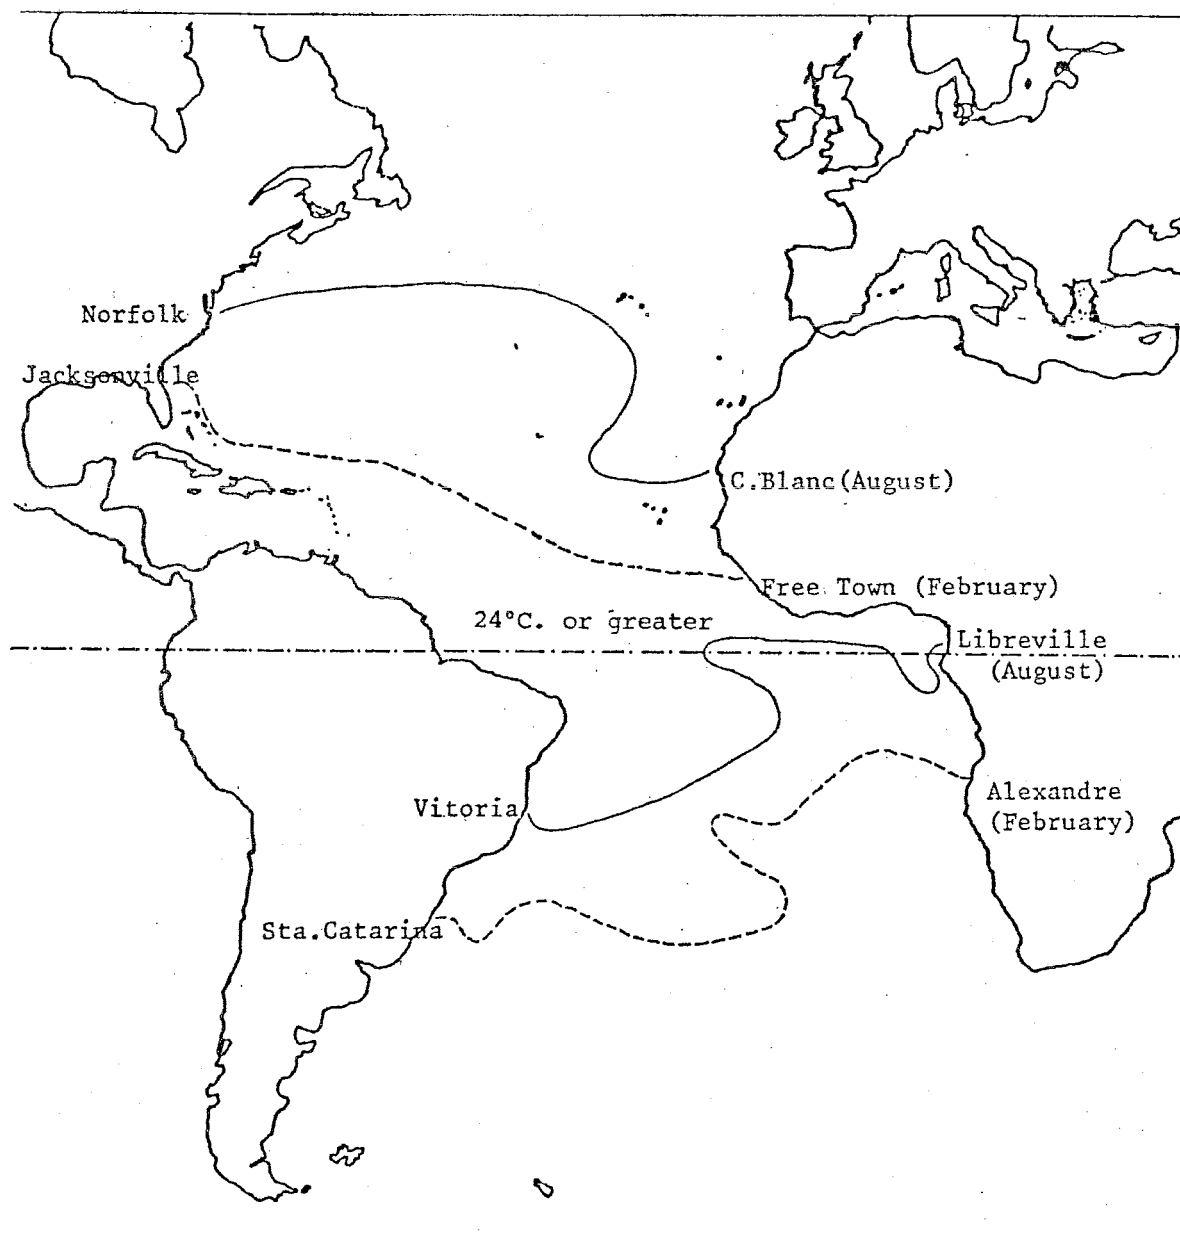 Norfolk
Jacksonville
C.Blanc(August)
Free Town (February)
24°C. or greater
Libreville
(August)
Alexandre
(February)
Vitoria
Sta.Catarina